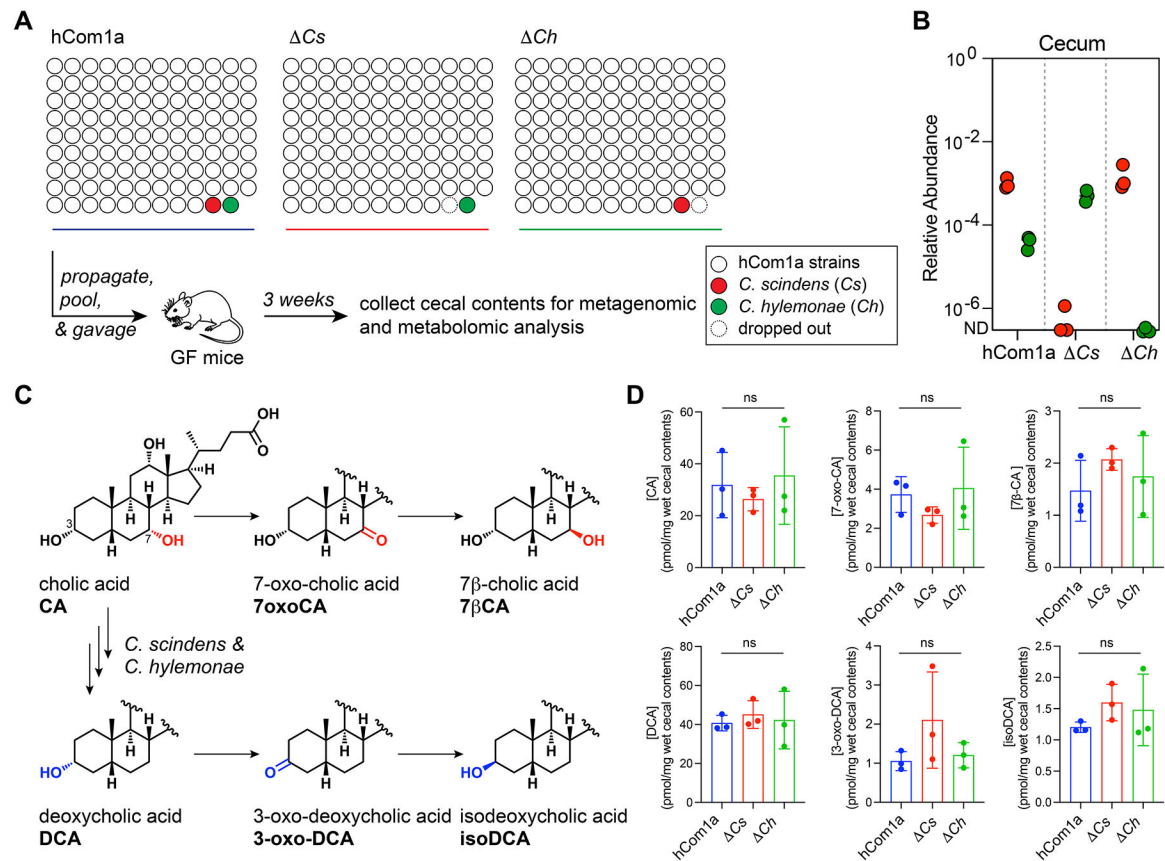 A
hCom1a
ΔCs
ΔCh
propagate,
pool,
& gavage
GF mice
3 weeks
collect cecal contents for metagenomic
and metabolomic analysis
hCom1a strains
C. scindens (Cs)
C. hylemonae (Ch)
dropped out
B
Cecum
Relative Abundance
10⁰
10⁻²
10⁻⁴
10⁻⁶
ND
hCom1a
ΔCs
ΔCh
C
OH
O
OH
H
H
H
H
3
7
HO
OH
H
cholic acid
CA
H
H
HO
O
H
7-oxo-cholic acid
7oxoCA
H
H
HO
OH
H
7β-cholic acid
7βCA
C. scindens &
C. hylemonae
H
H
HO
H
deoxycholic acid
DCA
H
H
O
H
3-oxo-deoxycholic acid
3-oxo-DCA
H
H
HO
H
isodeoxycholic acid
isoDCA
D
ns
[CA]
(pmol/mg wet cecal contents)
60
40
20
0
hCom1a
ΔCs
ΔCh
ns
[7-oxo-CA]
(pmol/mg wet cecal contents)
8
6
4
2
0
hCom1a
ΔCs
ΔCh
ns
[7β-CA]
(pmol/mg wet cecal contents)
3
2
1
0
hCom1a
ΔCs
ΔCh
ns
[DCA]
(pmol/mg wet cecal contents)
80
60
40
20
0
hCom1a
ΔCs
ΔCh
ns
[3-oxo-DCA]
(pmol/mg wet cecal contents)
4
3
2
1
0
hCom1a
ΔCs
ΔCh
ns
[isoDCA]
(pmol/mg wet cecal contents)
2.5
2.0
1.5
1.0
0.5
0.0
hCom1a
ΔCs
ΔCh